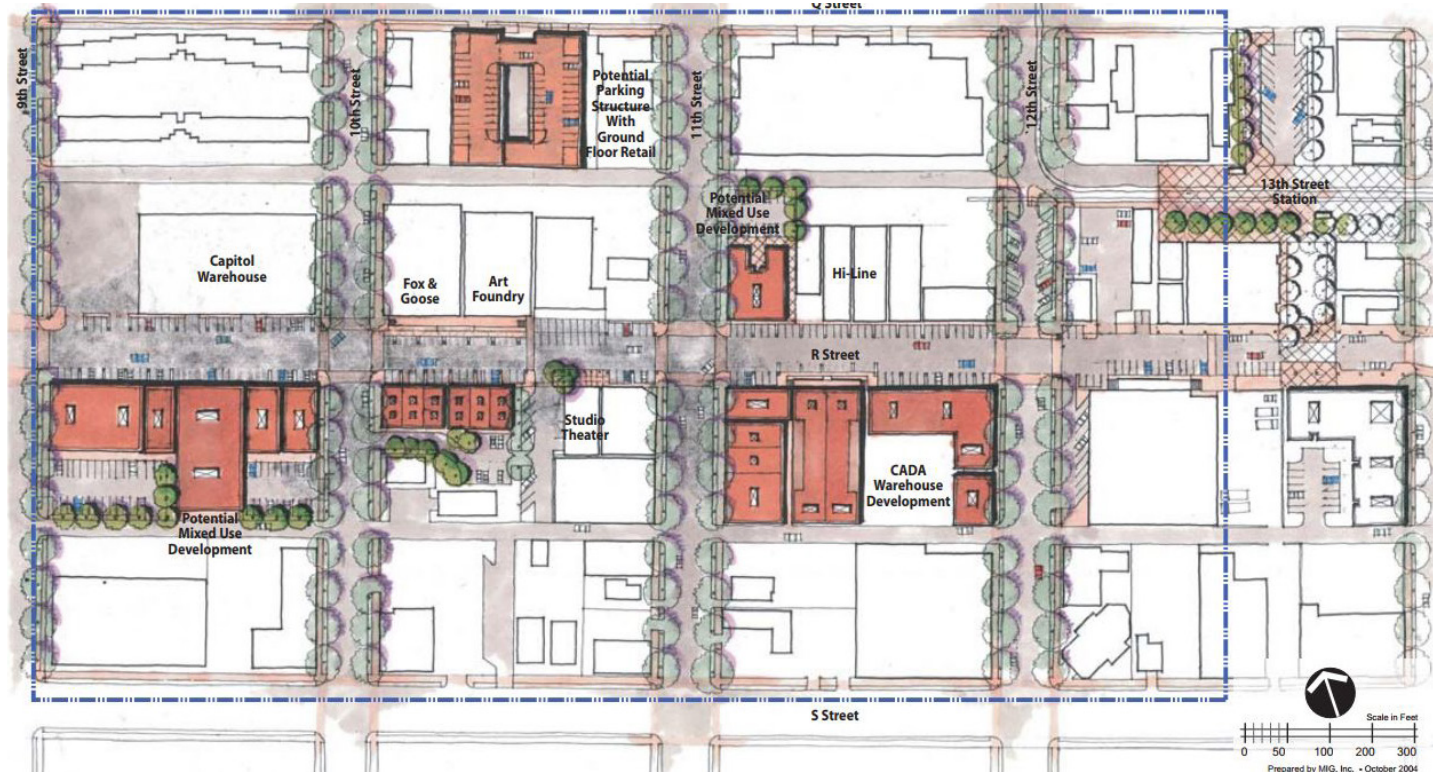 Q Street
9th Street
10th Street
11th Street
12th Street
Potential
Parking
Structure
With
Ground
Floor Retail
13th Street
Station
Potential
Mixed Use
Development
Capitol
Warehouse
Fox &
Goose
Art
Foundry
Hi-Line
R Street
Studio
Theater
CADA
Warehouse
Development
Potential
Mixed Use
Development
S Street
Scale in Feet
0 50 100 200 300
Prepared by MIG, Inc. • October 2004